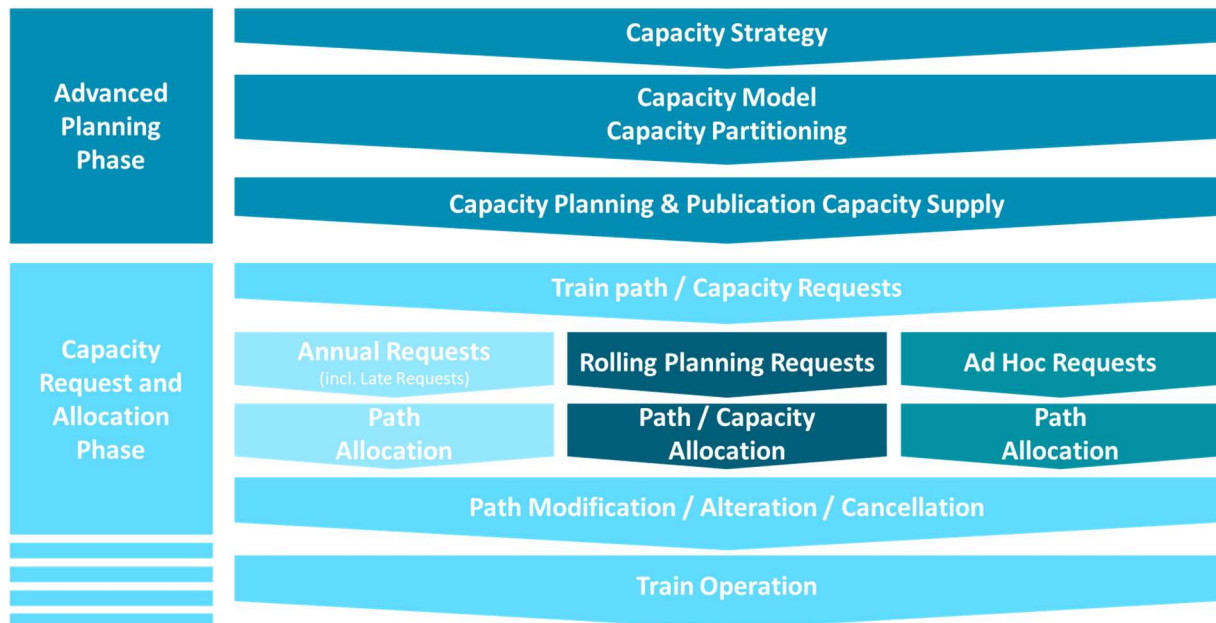 Advanced
Planning
Phase
Capacity Strategy
Capacity Model
Capacity Partitioning
Capacity Planning & Publication Capacity Supply
Capacity
Request and
Allocation
Phase
Train path / Capacity Requests
Annual Requests
(incl. Late Requests)
Path
Allocation
Rolling Planning Requests
Path / Capacity
Allocation
Ad Hoc Requests
Path
Allocation
Path Modification / Alteration / Cancellation
Train Operation